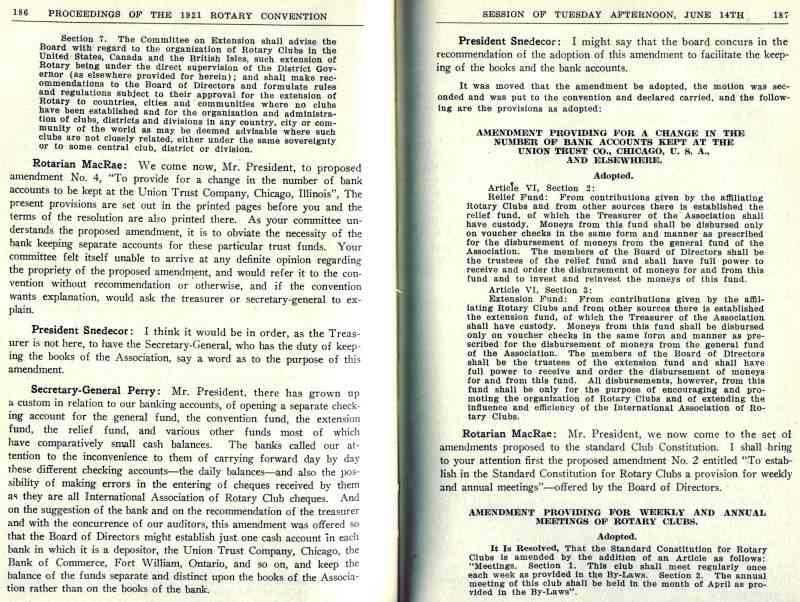 186 PROCEEDINGS OF THE 1921 ROTARY CONVENTION
Section 7. The Committee on Extension shall advise the
Board with regard to the organization of Rotary Clubs in the
United States, Canada and the British Isles, such extension of
Rotary being under the direct supervision of the District Gov-
ernor (as elsewhere provided for herein); and shall make rec-
ommendations to the Board of Directors and formulate rules
and regulations subject to their approval for the extension of
Rotary to countries, cities and communities where no clubs
have been established and for the organization and administra-
tion of clubs, districts and divisions in any country, city or com-
munity of the world as may be deemed advisable where such
clubs are not closely related, either under the same sovereignty
or to some central club, district or division.
Rotarian MacRae: We come now, Mr. President, to proposed
amendment No. 4, "To provide for a change in the number of bank
accounts to be kept at the Union Trust Company, Chicago, Illinois", The
present provisions are set out in the printed pages before you and the
terms of the resolution are also printed there. As your committee un-
derstands the proposed amendment, it is to obviate the necessity of the
bank keeping separate accounts for these particular trust funds. Your
committee felt itself unable to arrive at any definite opinion regarding
the propriety of the proposed amendment, and would refer it to the con-
vention without recommendation or otherwise, and if the convention
wants explanation, would ask the treasurer or secretary-general to ex-
plain.
President Snedecor: I think it would be in order, as the Treas-
urer is not here, to have the Secretary-General, who has the duty of keep-
ing the books of the Association, say a word as to the purpose of this
amendment.
Secretary-General Perry: Mr. President, there has grown up
a custom in relation to our banking accounts, of opening a separate check-
ing account for the general fund, the convention fund, the extension
fund, the relief fund, and various other funds most of which
have comparatively small cash balances. The banks called our at-
tention to the inconvenience to them of carrying forward day by day
these different checking accounts—the daily balances—and also the pos-
sibility of making errors in the entering of cheques received by them
as they are all International Association of Rotary Club cheques. And
on the suggestion of the bank and on the recommendation of the treasurer
and with the concurrence of our auditors, this amendment was offered so
that the Board of Directors might establish just one cash account in each
bank in which it is a depositor, the Union Trust Company, Chicago, the
Bank of Commerce, Fort William, Ontario, and so on, and keep the
balance of the funds separate and distinct upon the books of the Associa-
tion rather than on the books of the bank.
SESSION OF TUESDAY AFTERNOON, JUNE 14TH 187
President Snedecor: I might say that the board concurs in the
recommendation of the adoption of this amendment to facilitate the keep-
ing of the books and the bank accounts.
It was moved that the amendment be adopted, the motion was sec-
onded and was put to the convention and declared carried, and the follow-
ing are the provisions as adopted:
AMENDMENT PROVIDING FOR A CHANGE IN THE
NUMBER OF BANK ACCOUNTS KEPT AT THE
UNION TRUST CO., CHICAGO, U. S. A.,
AND ELSEWHERE.
Adopted.
Article VI, Section 2:
Relief Fund: From contributions given by the affiliating
Rotary Clubs and from other sources there is established the
relief fund, of which the Treasurer of the Association shall
have custody. Moneys from this fund shall be disbursed only
on voucher checks in the same form and manner as prescribed
for the disbursement of moneys from the general fund of the
Association. The members of the Board of Directors shall be
the trustees of the relief fund and shall have full power to
receive and order the disbursement of moneys for and from this
fund and to invest and reinvest the moneys of this fund.
Article VI, Section 3:
Extension Fund: From contributions given by the affil-
iating Rotary Clubs and from other sources there is established
the extension fund, of which the Treasurer of the Association
shall have custody. Moneys from this fund shall be disbursed
only on voucher checks in the same form and manner as pre-
scribed for the disbursement of moneys from the general fund
of the Association. The members of the Board of Directors
shall be the trustees of the extension fund and shall have
full power to receive and order the disbursement of moneys
for and from this fund. All disbursements, however, from this
fund shall be only for the purpose of encouraging and pro-
moting the organization of Rotary Clubs and of extending the
influence and efficiency of the International Association of Ro-
tary Clubs.
Rotarian MacRae: Mr. President, we now come to the set of
amendments proposed to the standard Club Constitution. I shall bring
to your attention first the proposed amendment No. 2 entitled "To estab-
lish in the Standard Constitution for Rotary Clubs a provision for weekly
and annual meetings"—offered by the Board of Directors.
AMENDMENT PROVIDING FOR WEEKLY AND ANNUAL
MEETINGS OF ROTARY CLUBS.
Adopted.
It Is Resolved, That the Standard Constitution for Rotary
Clubs is amended by the addition of an Article as follows:
"Meetings. Section 1. This club shall meet regularly once
each week as provided in the By-Laws. Section 2. The annual
meeting of this club shall be held in the month of April as pro-
vided in the By-Laws".